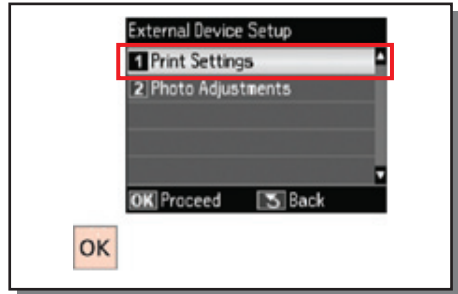 External Device Setup
1 Print Settings
2 Photo Adjustments
OK Proceed Back
OK